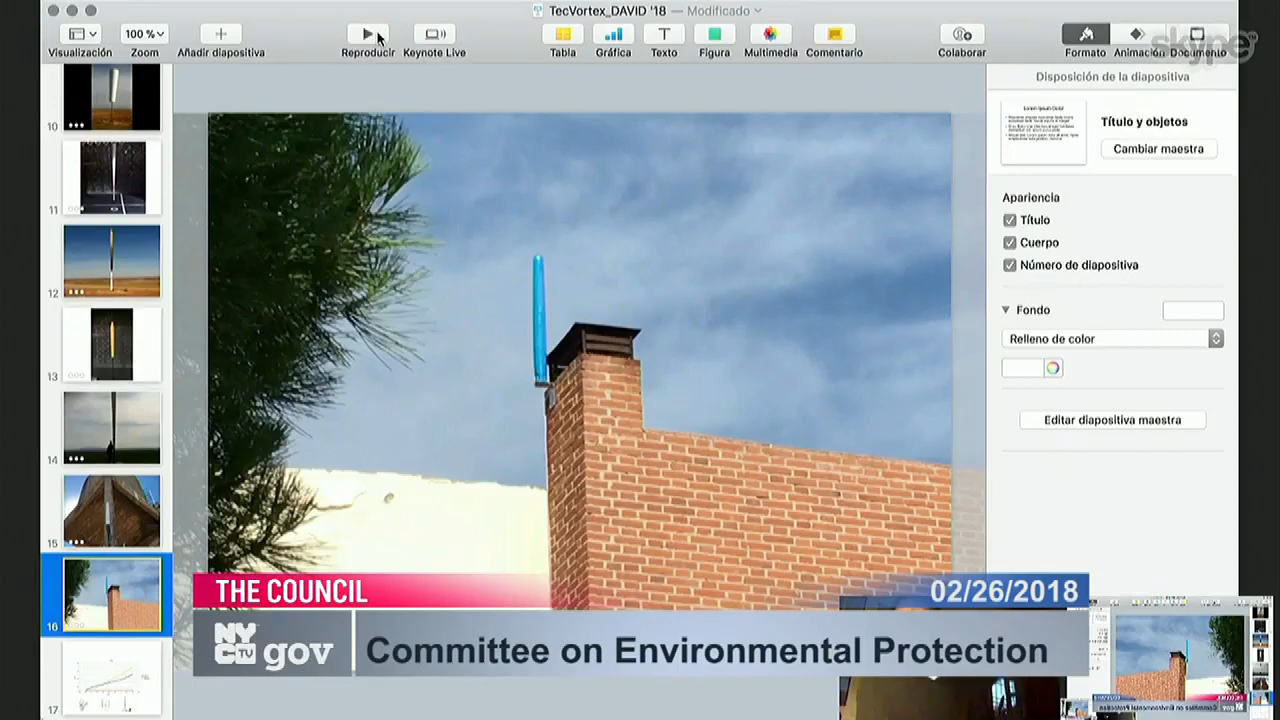 TecVortex_DAVID '18 — Modificado
100 %
Visualización
Zoom
Añadir diapositiva
Reproducir
Keynote Live
Tabla
Gráfica
Texto
Figura
Multimedia
Comentario
Colaborar
Formato
Animación
Documento
skype
Disposición de la diapositiva
Título y objetos
Cambiar maestra
Apariencia
Título
Cuerpo
Número de diapositiva
Fondo
Relleno de color
Editar diapositiva maestra
10
11
12
13
14
15
16
17
THE COUNCIL
02/26/2018
NYC TV gov
Committee on Environmental Protection